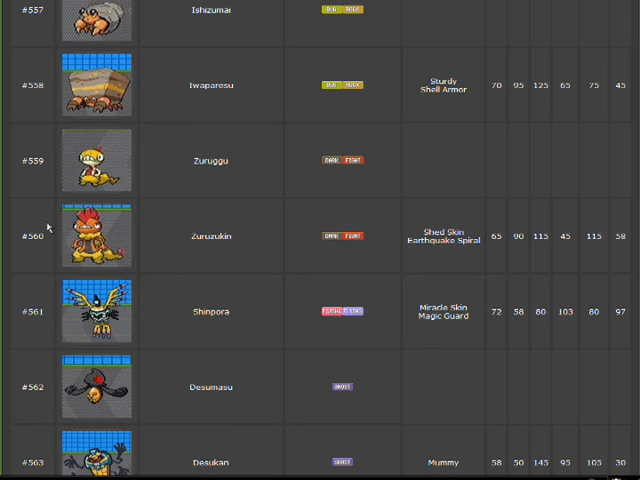 #557 Ishizumai BUG ROCK
#558 Iwaparesu BUG ROCK Sturdy
Shell Armor 70 95 125 65 75 45
#559 Zuruggu DARK FIGHT
#560 Zuruzukin DARK FIGHT Shed Skin
Earthquake Spiral 65 90 115 45 115 58
#561 Shinpora PSYCHC FLYING Miracle Skin
Magic Guard 72 58 80 103 80 97
#562 Desumasu GHOST
#563 Desukan GHOST Mummy 58 50 145 95 105 30